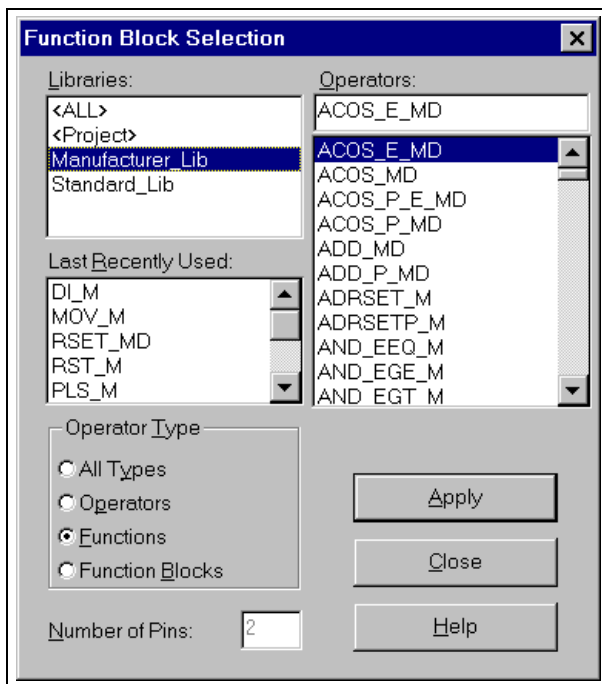 Function Block Selection
Libraries:
<ALL>
<Project>
Manufacturer_Lib
Standard_Lib
Operators:
ACOS_E_MD
ACOS_E_MD
ACOS_MD
ACOS_P_E_MD
ACOS_P_MD
ADD_MD
ADD_P_MD
ADRSET_M
ADRSETP_M
AND_EEQ_M
AND_EGE_M
AND_EGT_M
Last Recently Used:
DI_M
MOV_M
RSET_MD
RST_M
PLS_M
Operator Type
All Types
Operators
Functions
Function Blocks
Number of Pins: 2
Apply
Close
Help